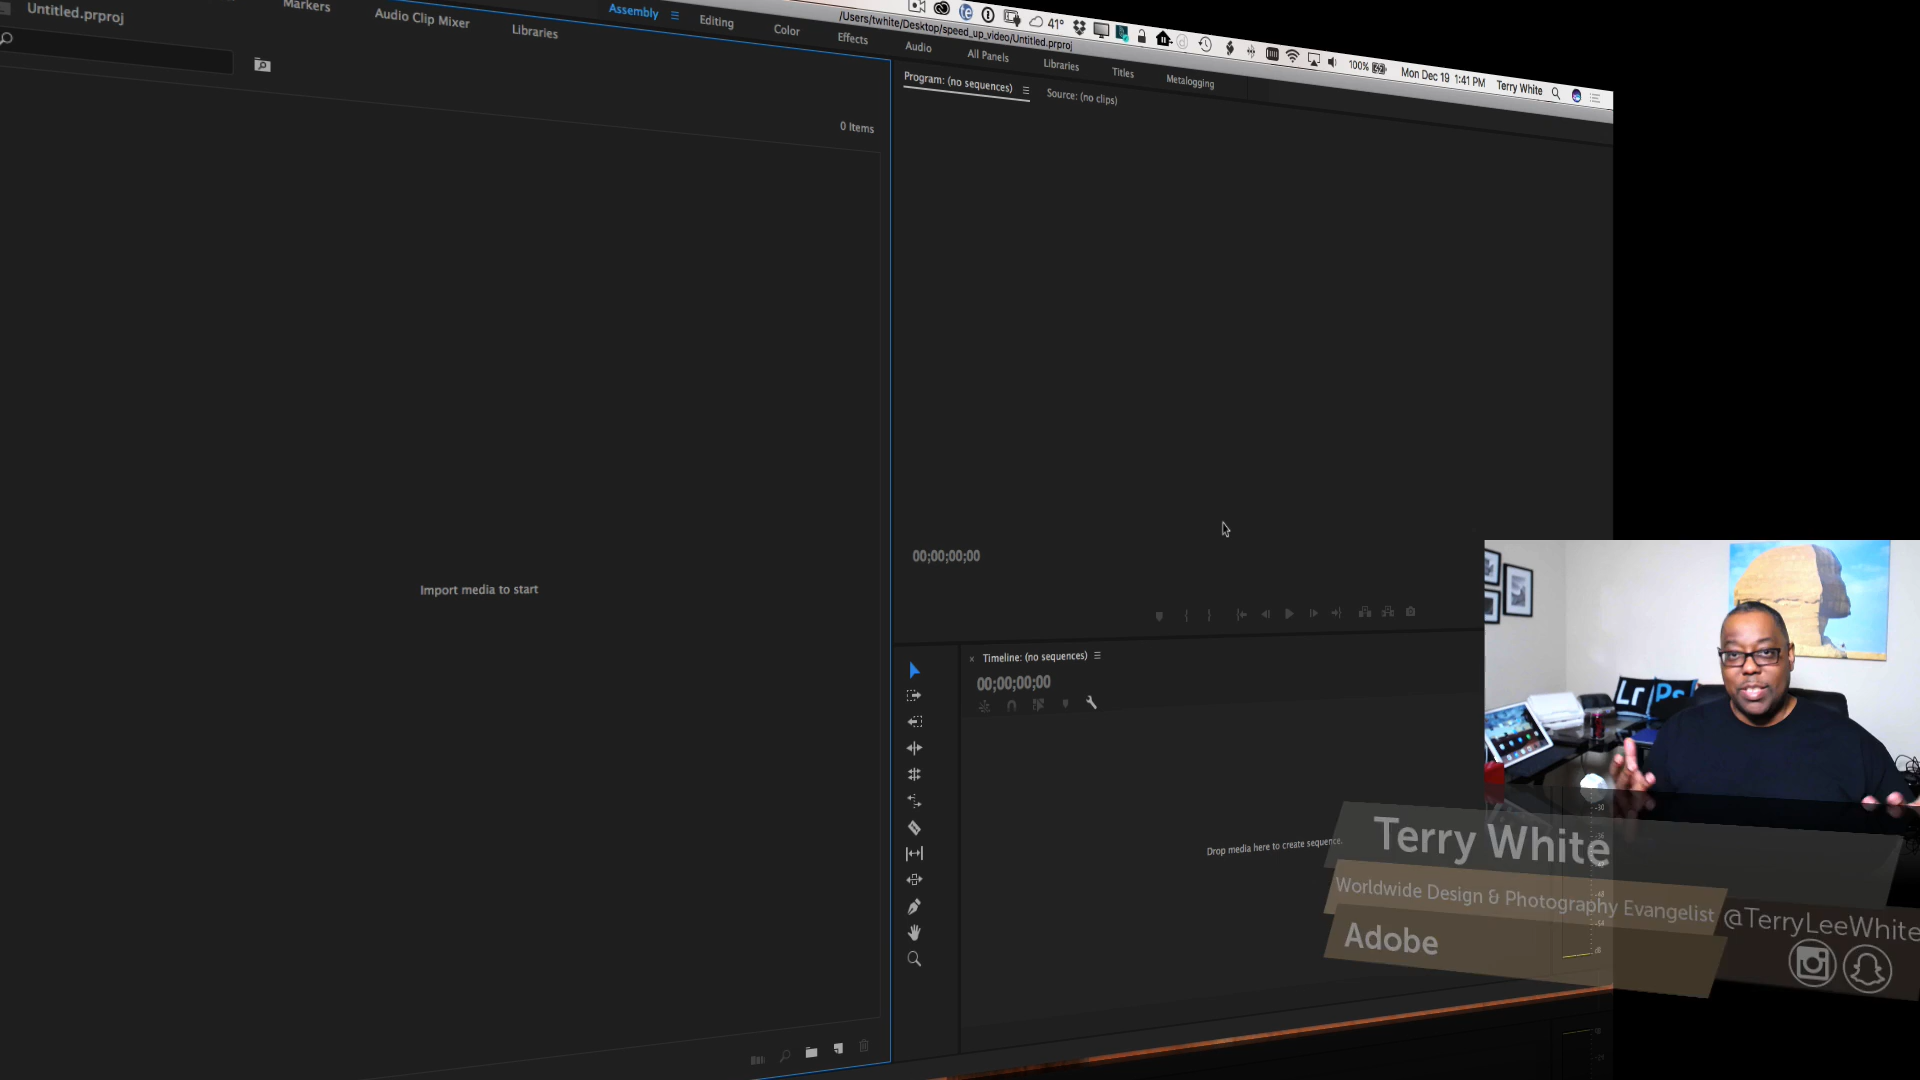 41°
100%
Mon Dec 19 1:41 PM
Terry White
/Users/twhite/Desktop/speed_up_video/Untitled.prproj
Untitled.prproj
Markers
Audio Clip Mixer
Libraries
Assembly
Editing
Color
Effects
Audio
All Panels
Libraries
Titles
Metalogging
0 Items
Program: (no sequences)
Source: (no clips)
Import media to start
00;00;00;00
Timeline: (no sequences)
00;00;00;00
Drop media here to create sequence.
Lr
Ps
Terry White
Worldwide Design & Photography Evangelist
Adobe
@TerryLeeWhite